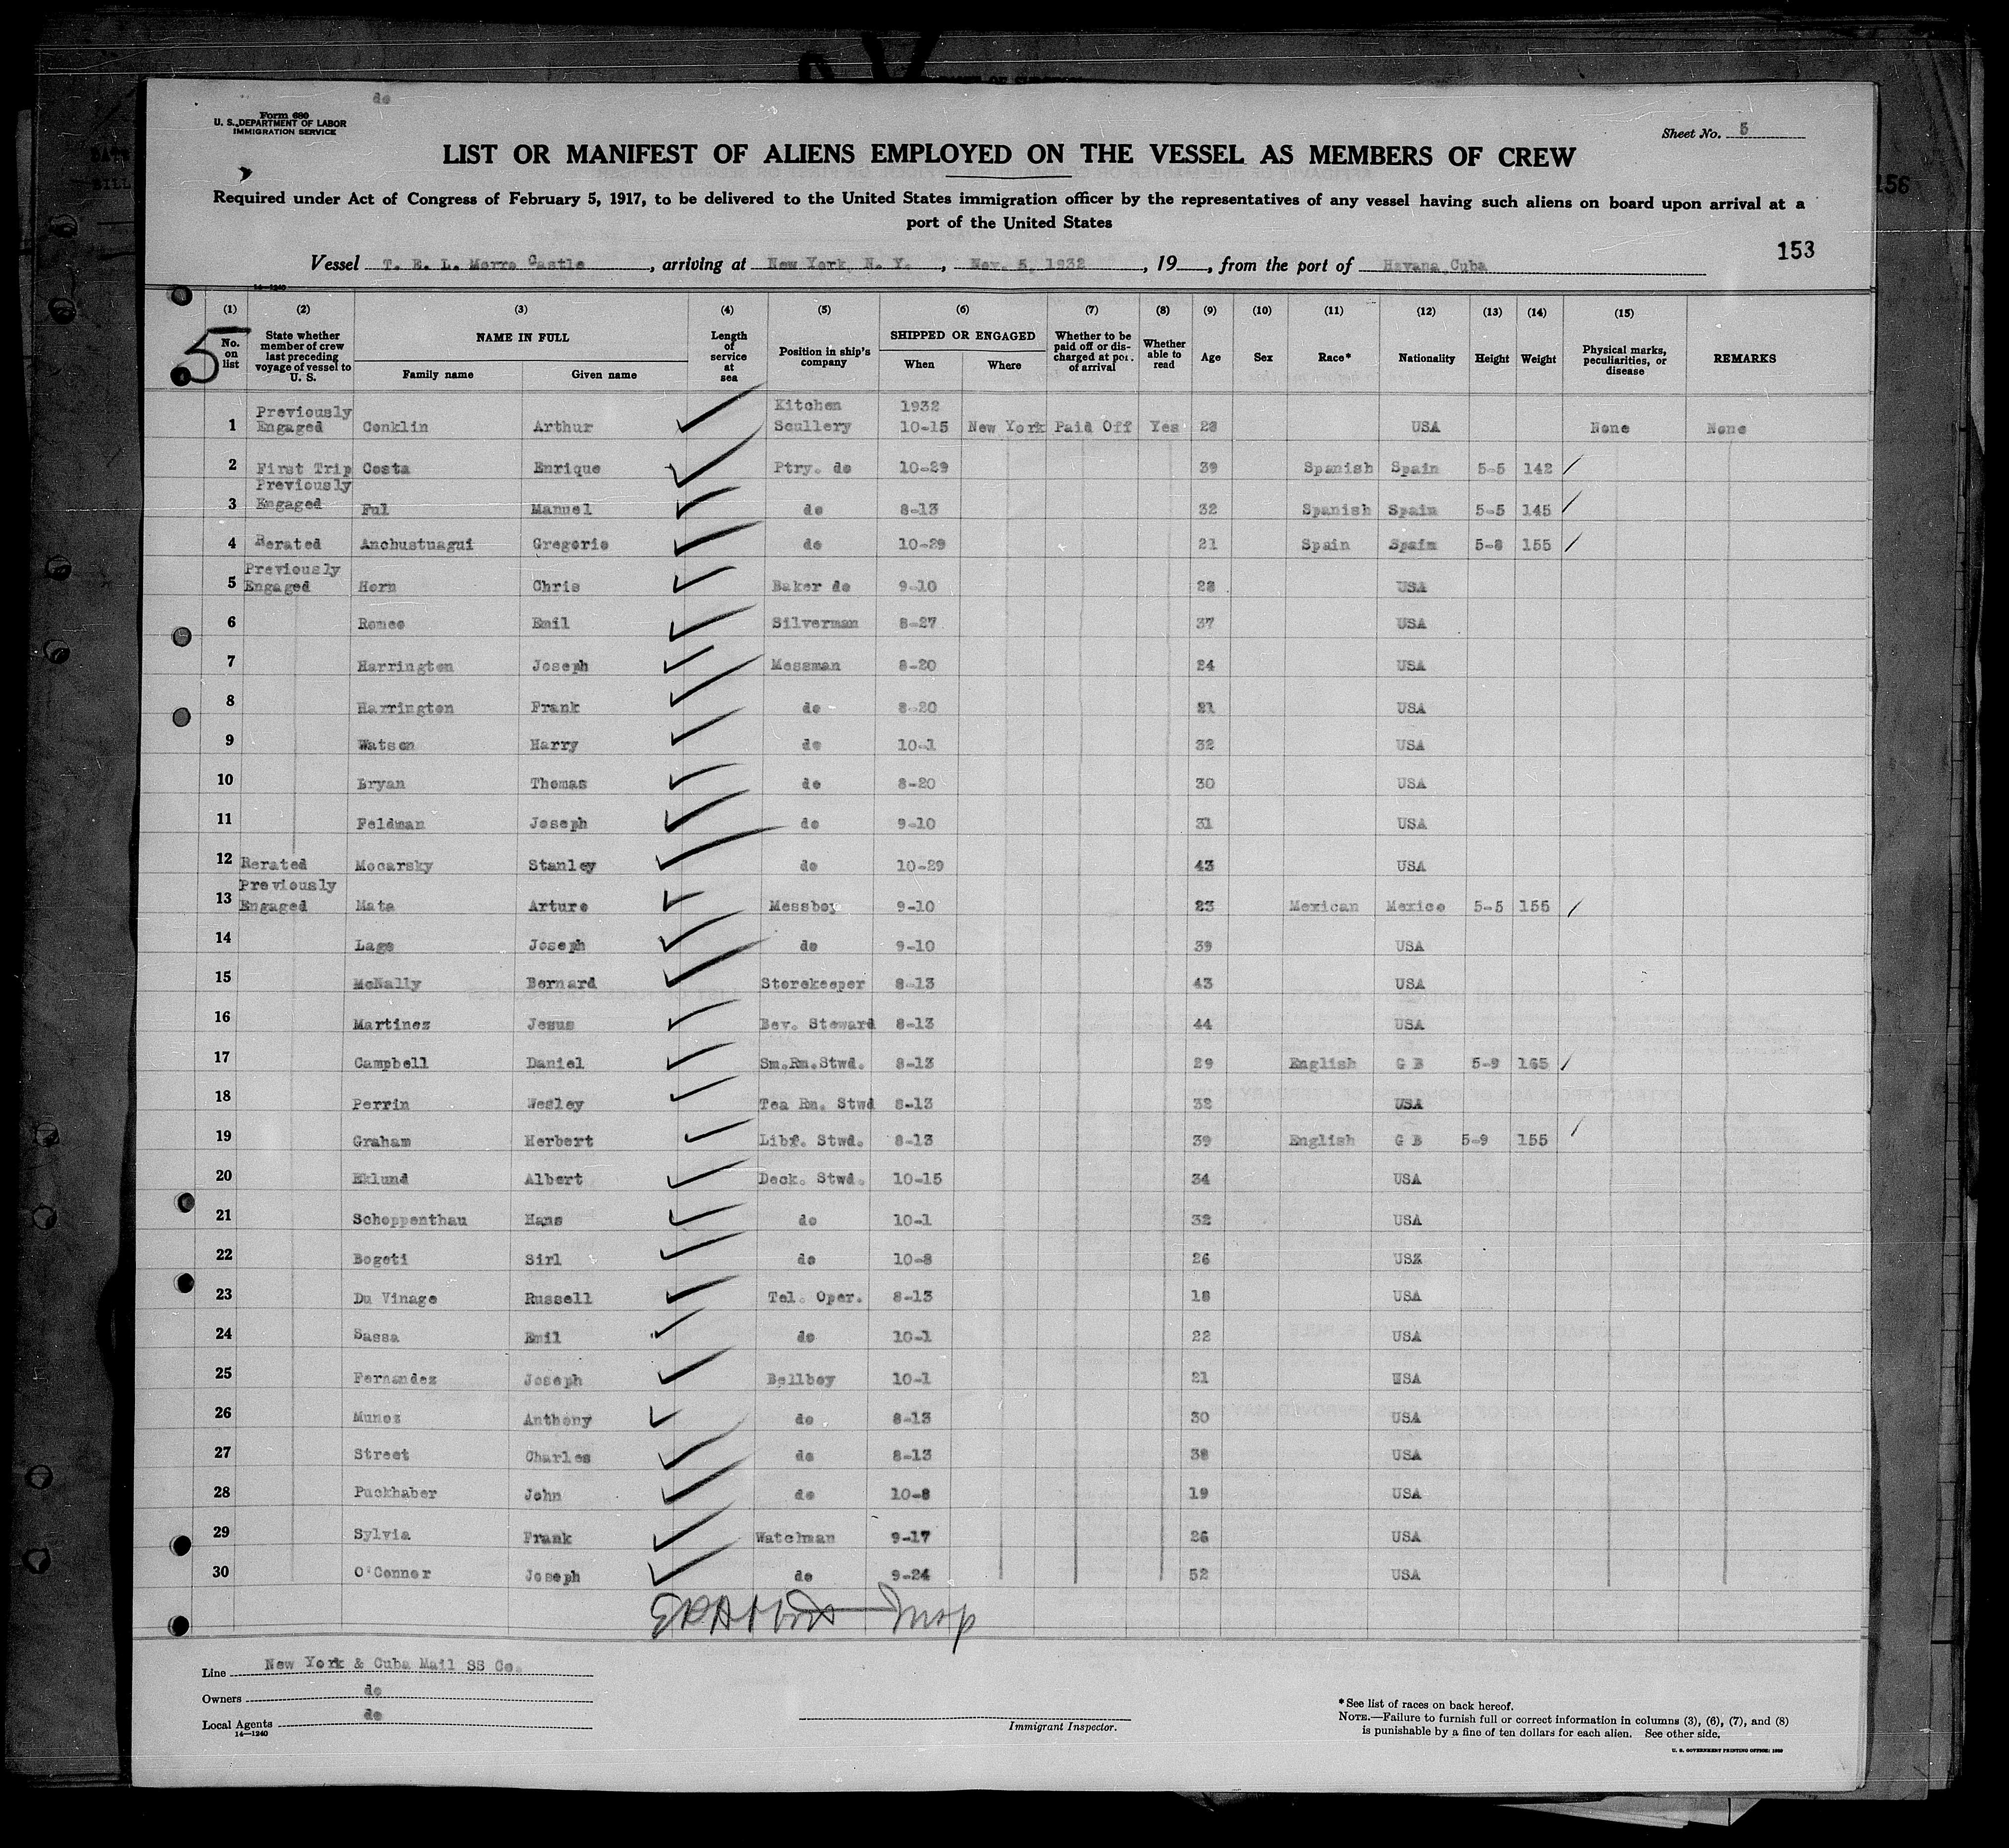 de
Form 680
U. S. DEPARTMENT OF LABOR
IMMIGRATION SERVICE
Sheet No. 5
LIST OR MANIFEST OF ALIENS EMPLOYED ON THE VESSEL AS MEMBERS OF CREW
Required under Act of Congress of February 5, 1917, to be delivered to the United States immigration officer by the representatives of any vessel having such aliens on board upon arrival at a
port of the United States
156
153
Vessel T. E. L. Morro Castle, arriving at New York, N. Y., Nov. 5, 1932, 19, from the port of Havana, Cuba
14—1240
5
(1) (2) (3) (4) (5) (6) (7) (8) (9) (10) (11) (12) (13) (14) (15)
No. on list | State whether member of crew last preceding voyage of vessel to U. S. | NAME IN FULL Family name Given name | Length of service at sea | Position in ship's company | SHIPPED OR ENGAGED When Where | Whether to be paid off or discharged at port of arrival | Whether able to read | Age | Sex | Race* | Nationality | Height | Weight | Physical marks, peculiarities, or disease | REMARKS
1 Previously Engaged Conklin Arthur Kitchen Scullery 1932 10-15 New York Paid Off Yes 28 USA None None
2 First Trip Costa Enrique Ptry. do 10-29 39 Spanish Spain 5-5 142
3 Previously Engaged Ful Manuel do 8-13 32 Spanish Spain 5-5 145
4 Rerated Anchustuagui Gregorio do 10-29 21 Spain Spain 5-8 155
5 Previously Engaged Horn Chris Baker do 9-10 28 USA
6 Romeo Emil Silverman 8-27 37 USA
7 Harrington Joseph Messman 8-20 24 USA
8 Harrington Frank do 8-20 21 USA
9 Watson Harry do 10-1 32 USA
10 Bryan Thomas do 8-20 30 USA
11 Feldman Joseph do 9-10 31 USA
12 Rerated Mocarsky Stanley do 10-29 43 USA
13 Previously Engaged Mata Arturo Messboy 9-10 23 Mexican Mexico 5-5 155
14 Lage Joseph do 9-10 39 USA
15 McNally Bernard Storekeeper 8-13 43 USA
16 Martinez Jesus Bev. Steward 8-13 44 USA
17 Campbell Daniel Sm.Rm.Stwd. 8-13 29 English G B 5-9 165
18 Perrin Wesley Tea Rm. Stwd 8-13 32 USA
19 Graham Herbert Libr. Stwd. 8-13 39 English G B 5-9 155
20 Eklund Albert Deck. Stwd. 10-15 34 USA
21 Schoppenthau Hans do 10-1 32 USA
22 Bogoti Sirl do 10-8 26 USA
23 Du Vinage Russell Tel. Oper. 8-13 18 USA
24 Sassa Emil do 10-1 22 USA
25 Fernandez Joseph Bellboy 10-1 21 USA
26 Munoz Anthony do 8-13 30 USA
27 Street Charles do 8-13 38 USA
28 Puckhaber John do 10-8 19 USA
29 Sylvia Frank Watchman 9-17 26 USA
30 O'Connor Joseph do 9-24 52 USA
Line New York & Cuba Mail SS Co.
Owners do
Local Agents do
14—1240
Immigrant Inspector.
*See list of races on back hereof.
NOTE.—Failure to furnish full or correct information in columns (3), (6), (7), and (8)
is punishable by a fine of ten dollars for each alien. See other side.
U. S. GOVERNMENT PRINTING OFFICE: 1930